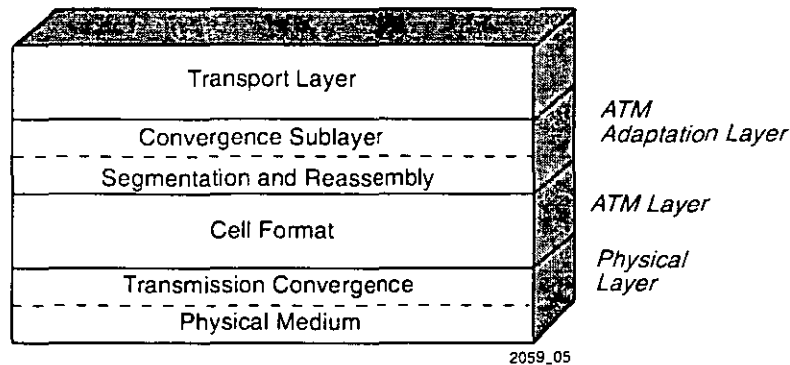 Transport Layer
Convergence Sublayer
Segmentation and Reassembly
Cell Format
Transmission Convergence
Physical Medium
ATM
Adaptation Layer
ATM Layer
Physical
Layer
2059_05